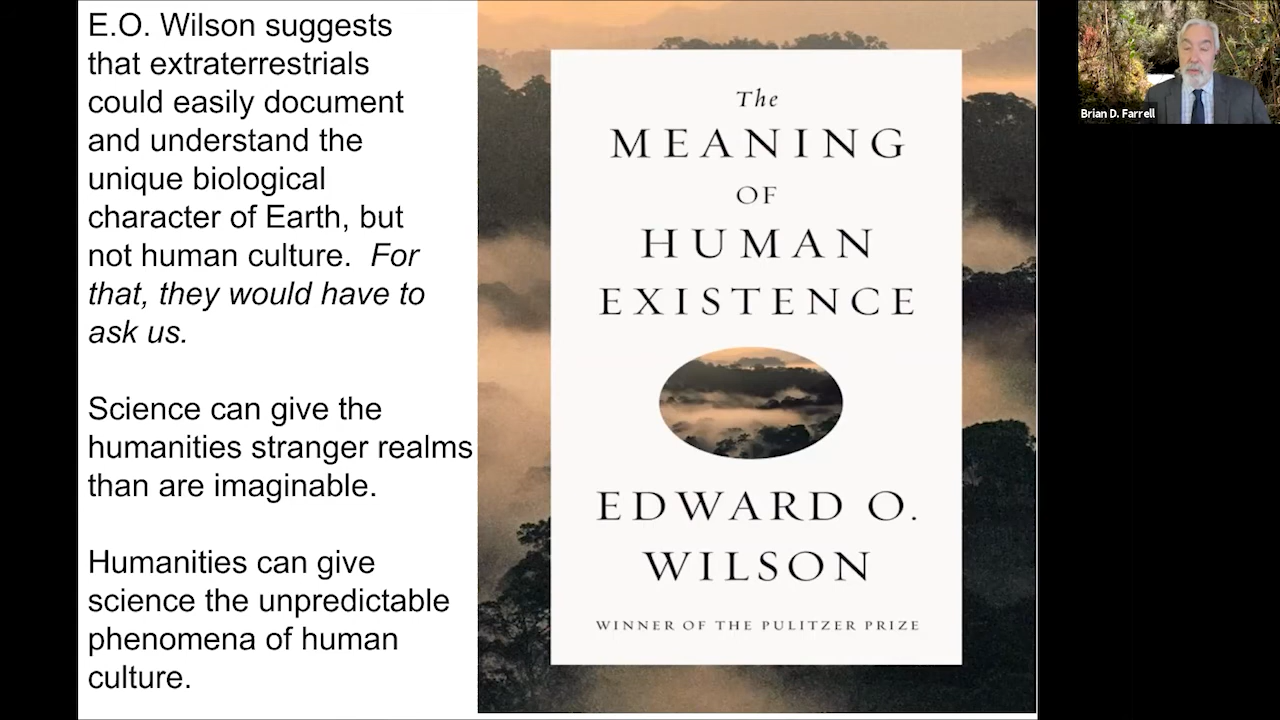 E.O. Wilson suggests
that extraterrestrials
could easily document
and understand the
unique biological
character of Earth, but
not human culture.  For
that, they would have to
ask us.
Science can give the
humanities stranger realms
than are imaginable.
Humanities can give
science the unpredictable
phenomena of human
culture.
The
MEANING
OF
HUMAN
EXISTENCE
EDWARD O.
WILSON
WINNER OF THE PULITZER PRIZE
Brian D. Farrell